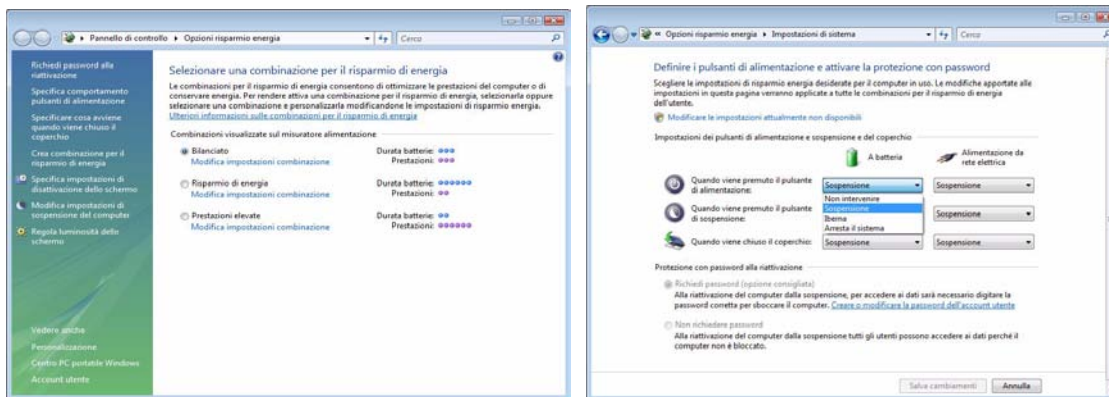 Pannello di controllo Opzioni risparmio energia
Cerca
Richiedi password alla
riattivazione
Specifica comportamento
pulsanti di alimentazione
Specificare cosa avviene
quando viene chiuso il
coperchio
Crea combinazione per il
risparmio di energia
Specifica impostazioni di
disattivazione dello schermo
Modifica impostazioni di
sospensione del computer
Regola luminosità dello
schermo
Vedere anche
Personalizzazione
Centro PC portatile Windows
Account utente
Selezionare una combinazione per il risparmio di energia
Le combinazioni per il risparmio di energia consentono di ottimizzare le prestazioni del computer o di
conservare energia. Per rendere attiva una combinazione per il risparmio di energia, selezionarla oppure
selezionare una combinazione e personalizzarla modificandone le impostazioni di risparmio energia.
Ulteriori informazioni sulle combinazioni per il risparmio di energia
Combinazioni visualizzate sul misuratore alimentazione
Bilanciato Durata batterie:
Modifica impostazioni combinazione Prestazioni:
Risparmio di energia Durata batterie:
Modifica impostazioni combinazione Prestazioni:
Prestazioni elevate Durata batterie:
Modifica impostazioni combinazione Prestazioni:
Opzioni risparmio energia Impostazioni di sistema
Cerca
Definire i pulsanti di alimentazione e attivare la protezione con password
Scegliere le impostazioni di risparmio energia desiderate per il computer in uso. Le modifiche apportate alle
impostazioni in questa pagina verranno applicate a tutte le combinazioni per il risparmio di energia
dell'utente.
Modificare le impostazioni attualmente non disponibili
Impostazioni dei pulsanti di alimentazione e sospensione e del coperchio
A batteria
Alimentazione da
rete elettrica
Quando viene premuto il pulsante
di alimentazione:
Sospensione Sospensione
Non intervenire
Sospensione
Iberna
Arresta il sistema
Quando viene premuto il pulsante
di sospensione:
Sospensione
Quando viene chiuso il coperchio: Sospensione Sospensione
Protezione con password alla riattivazione
Richiedi password (opzione consigliata)
Alla riattivazione del computer dalla sospensione, per accedere ai dati sarà necessario digitare la
password corretta per sboccare il computer. Creare o modificare la password dell'account utente
Non richiedere password
Alla riattivazione del computer dalla sospensione tutti gli utenti possono accedere ai dati perché il
computer non è bloccato.
Salva cambiamenti Annulla